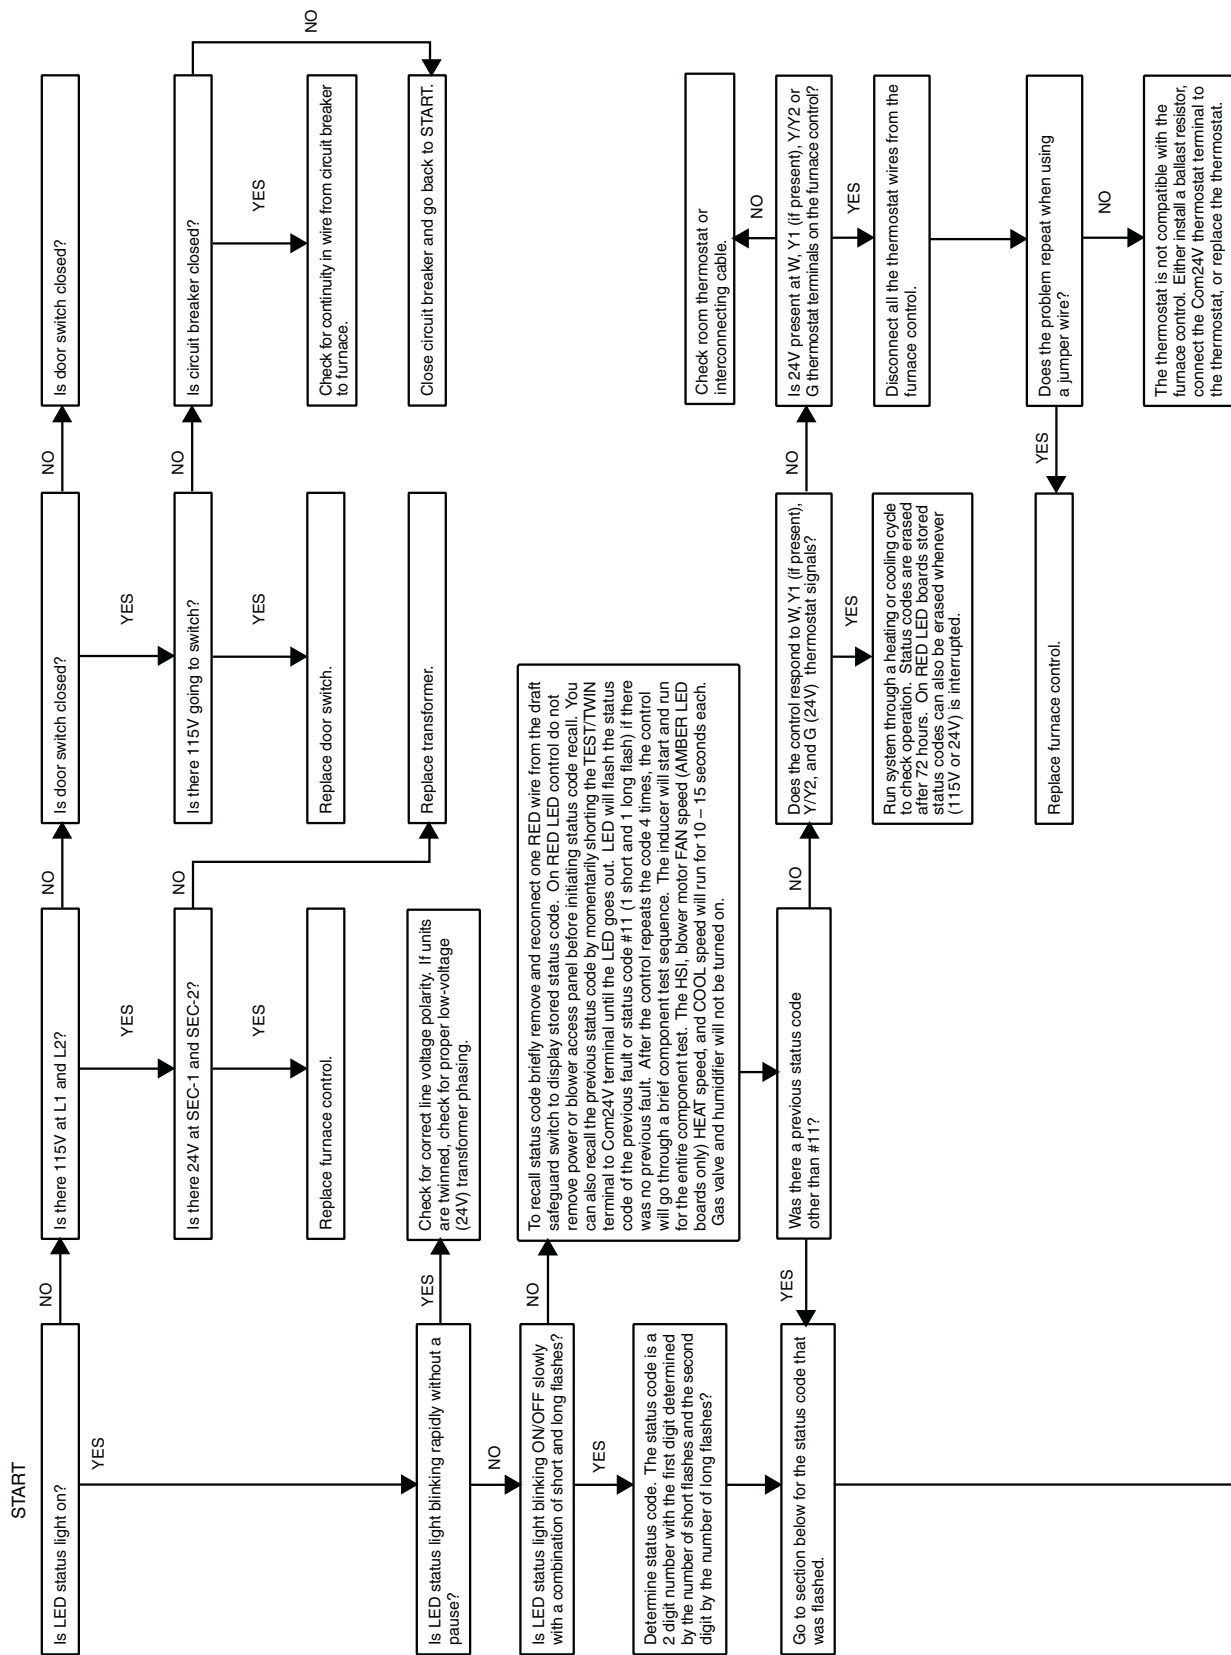 START
Is LED status light on?
NO
YES
Is there 115V at L1 and L2?
NO
YES
Is door switch closed?
NO
YES
Is door switch closed?
Is there 24V at SEC-1 and SEC-2?
NO
YES
Is there 115V going to switch?
NO
YES
Is circuit breaker closed?
NO
YES
Replace furnace control.
Replace door switch.
Check for continuity in wire from circuit breaker
to furnace.
Replace transformer.
Close circuit breaker and go back to START.
Is LED status light blinking rapidly without a
pause?
YES
NO
Check for correct line voltage polarity. If units
are twinned, check for proper low-voltage
(24V) transformer phasing.
Is LED status light blinking ON/OFF slowly
with a combination of short and long flashes?
NO
YES
To recall status code briefly remove and reconnect one RED wire from the draft
safeguard switch to display stored status code. On RED LED control do not
remove power or blower access panel before initiating status code recall. You
can also recall the previous status code by momentarily shorting the TEST/TWIN
terminal to Com24V terminal until the LED goes out. LED will flash the status
code of the previous fault or status code #11 (1 short and 1 long flash) if there
was no previous fault. After the control repeats the code 4 times, the control
will go through a brief component test sequence. The inducer will start and run
for the entire component test. The HSI, blower motor FAN speed (AMBER LED
boards only) HEAT speed, and COOL speed will run for 10 – 15 seconds each.
Gas valve and humidifier will not be turned on.
Determine status code. The status code is a
2 digit number with the first digit determined
by the number of short flashes and the second
digit by the number of long flashes?
Go to section below for the status code that
was flashed.
YES
Was there a previous status code
other than #11?
NO
Does the control respond to W, Y1 (if present),
Y/Y2, and G (24V) thermostat signals?
NO
YES
Run system through a heating or cooling cycle
to check operation. Status codes are erased
after 72 hours. On RED LED boards stored
status codes can also be erased whenever
(115V or 24V) is interrupted.
Check room thermostat or
interconnecting cable.
NO
Is 24V present at W, Y1 (if present), Y/Y2 or
G thermostat terminals on the furnace control?
YES
Disconnect all the thermostat wires from the
furnace control.
Does the problem repeat when using
a jumper wire?
YES
NO
Replace furnace control.
The thermostat is not compatible with the
furnace control. Either install a ballast resistor,
connect the Com24V thermostat terminal to
the thermostat, or replace the thermostat.